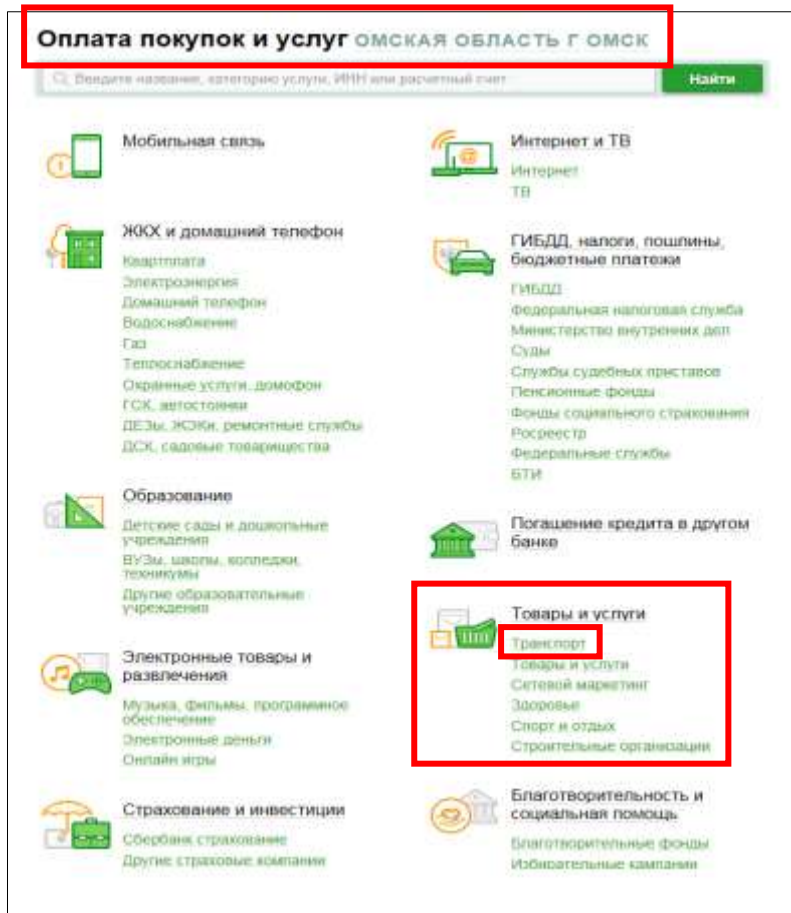 Оплата покупок и услуг ОМСКАЯ ОБЛАСТЬ Г ОМСК
Введите название, категорию услуги, ИНН или расчетный счет
Найти
Мобильная связь
Интернет и ТВ
Интернет
ТВ
ЖКХ и домашний телефон
Квартплата
Электроэнергия
Домашний телефон
Водоснабжение
Газ
Теплоснабжение
Охранные услуги, домофон
ГСК, автостоянки
ДЕЗы, ЖЭКи, ремонтные службы
ДСК, садовые товарищества
ГИБДД, налоги, пошлины,
бюджетные платежи
ГИБДД
Федеральная налоговая служба
Министерство внутренних дел
Суды
Службы судебных приставов
Пенсионные фонды
Фонды социального страхования
Росреестр
Федеральные службы
БТИ
Образование
Детские сады и дошкольные
учреждения
ВУЗы, школы, колледжи,
техникумы
Другие образовательные
учреждения
Погашение кредита в другом
банке
Товары и услуги
Транспорт
Товары и услуги
Сетевой маркетинг
Здоровье
Спорт и отдых
Строительные организации
Электронные товары и
развлечения
Музыка, фильмы, программное
обеспечение
Электронные деньги
Онлайн игры
Страхование и инвестиции
Сбербанк страхование
Другие страховые компании
Благотворительность и
социальная помощь
Благотворительные фонды
Избирательные кампании